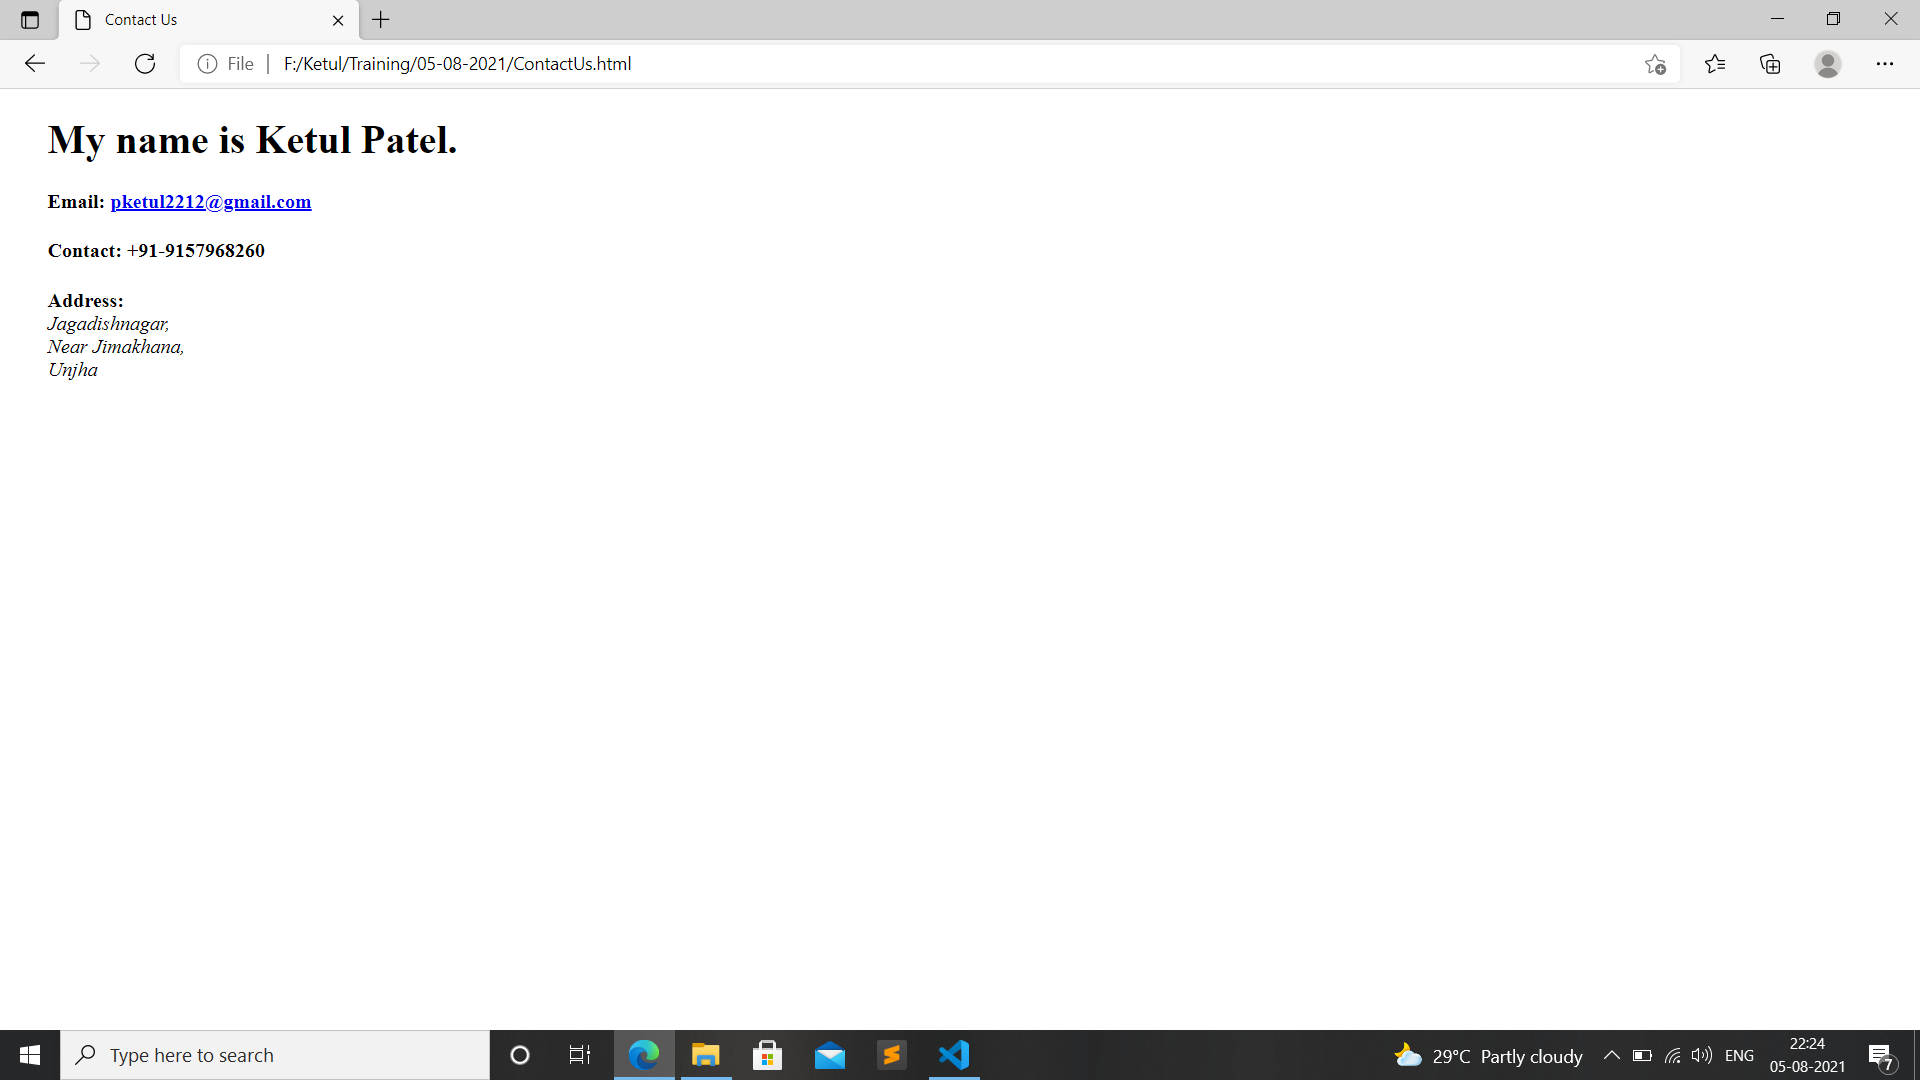 Contact Us
File
F:/Ketul/Training/05-08-2021/ContactUs.html
My name is Ketul Patel.
Email: pketul2212@gmail.com
Contact: +91-9157968260
Address:
Jagadishnagar,
Near Jimakhana,
Unjha
Type here to search
29°C Partly cloudy
ENG
22:24
05-08-2021
7